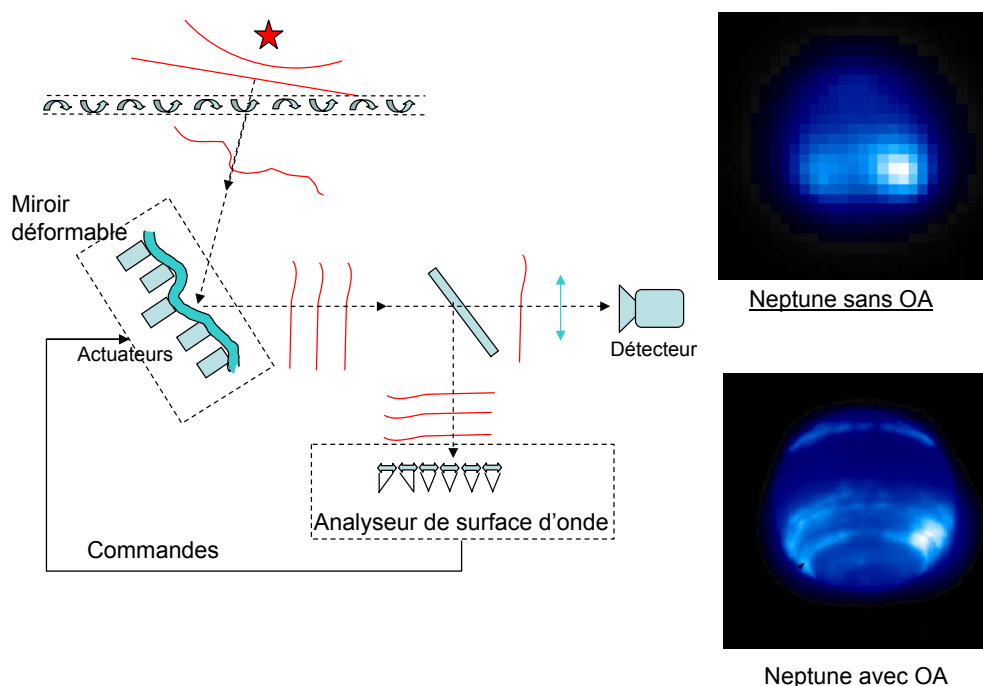 Miroir
déformable
Actuateurs
Détecteur
Analyseur de surface d’onde
Commandes
Neptune sans OA
Neptune avec OA